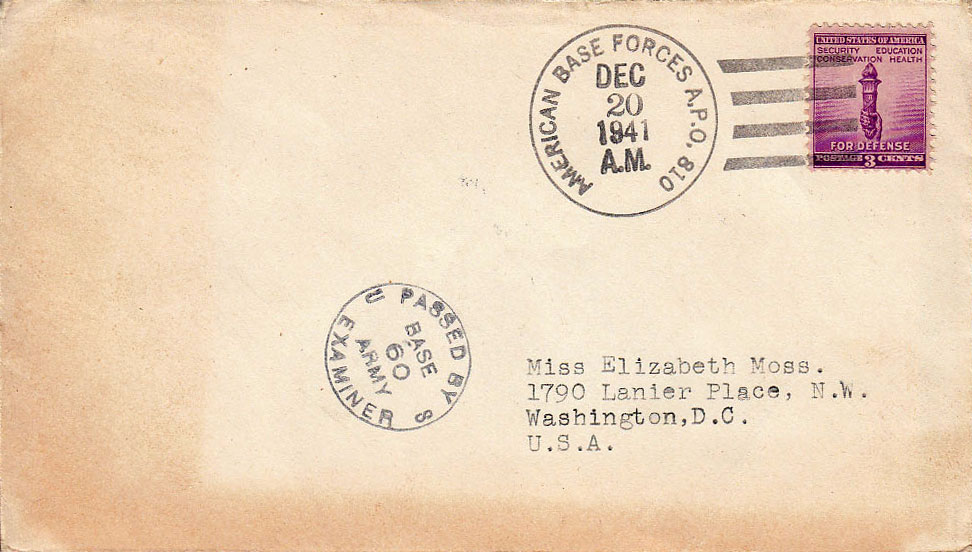 AMERICAN BASE FORCES A.P.O. 810
DEC
20
1941
A.M.
UNITED STATES OF AMERICA
SECURITY EDUCATION
CONSERVATION HEALTH
FOR DEFENSE
POSTAGE 3 CENTS
U PASSED BY S
BASE
60
ARMY
EXAMINER
Miss Elizabeth Moss.
1790 Lanier Place, N.W.
Washington,D.C.
U.S.A.